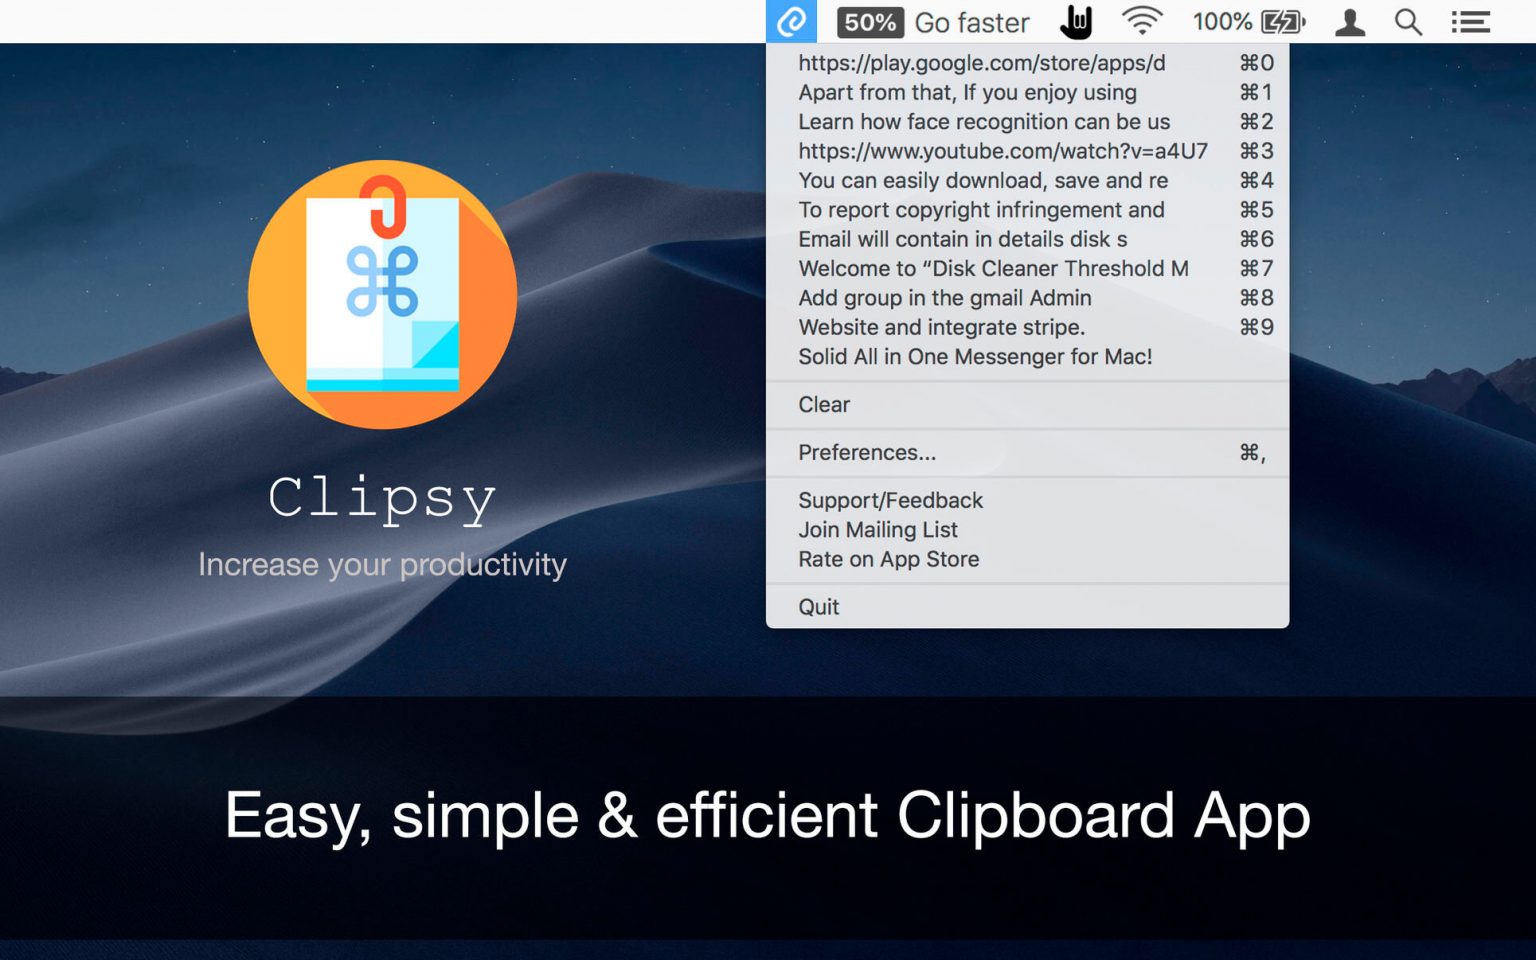 50% Go faster 100%
https://play.google.com/store/apps/d ⌘0
Apart from that, If you enjoy using ⌘1
Learn how face recognition can be us ⌘2
https://www.youtube.com/watch?v=a4U7 ⌘3
You can easily download, save and re ⌘4
To report copyright infringement and ⌘5
Email will contain in details disk s ⌘6
Welcome to “Disk Cleaner Threshold M ⌘7
Add group in the gmail Admin ⌘8
Website and integrate stripe. ⌘9
Solid All in One Messenger for Mac!
Clear
Preferences... ⌘,
Support/Feedback
Join Mailing List
Rate on App Store
Quit
⌘
Clipsy
Increase your productivity
Easy, simple & efficient Clipboard App